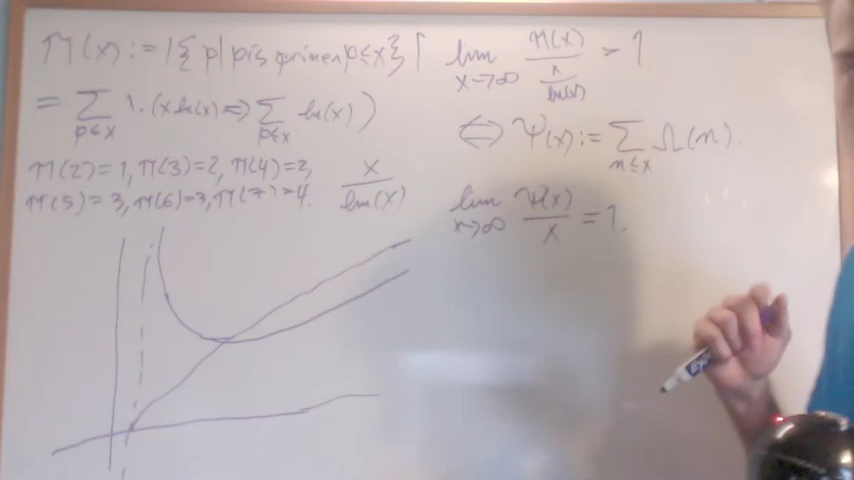 π(x) := |{p | p is prime ∧ p ≤ x}|
= Σ_{p≤x} 1. (x ln(x) => Σ_{p≤x} ln(x))
π(2) = 1, π(3) = 2, π(4) = 2,
π(5) = 3, π(6) = 3, π(7) = 4.
x / ln(x)
lim_{x→∞} π(x) / (x / ln(x)) = 1
⟺ Ψ(x) := Σ_{n≤x} Λ(n).
lim_{x→∞} Ψ(x) / x = 1.